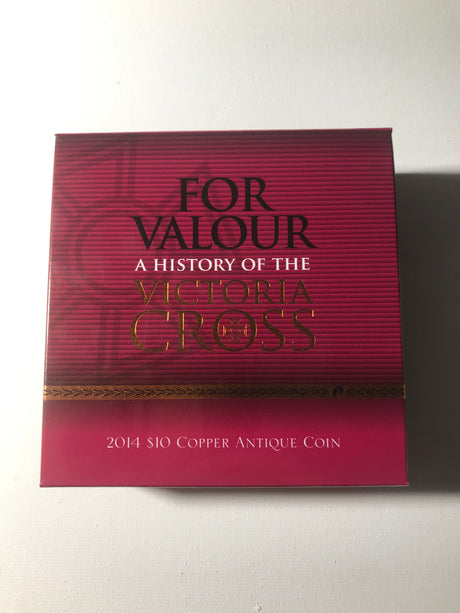 FOR
VALOUR
A HISTORY OF THE
VICTORIA
CROSS
2014 $10 COPPER ANTIQUE COIN